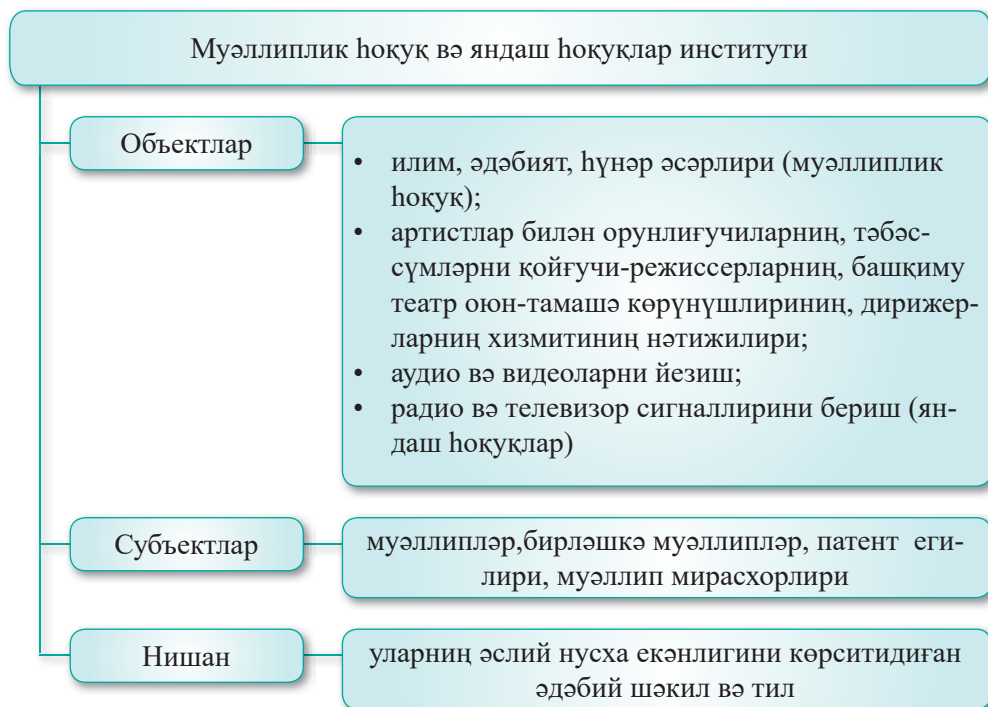 Муәллиплик һоқуқ вә яндаш һоқуқлар институти
Объектлар
• илим, әдәбият, һүнәр әсәрлири (муәллиплик
һоқуқ);
• артистлар билән орунлиғучиларниң, тәбәс-
сүмләрни қойғучи-режиссерларниң, башқиму
театр оюн-тамашә көрүнүшлириниң, дирижер-
ларниң хизмитиниң нәтижилири;
• аудио вә видеоларни йезиш;
• радио вә телевизор сигналлирини бериш (ян-
даш һоқуқлар)
Субъектлар
муәллипләр,бирләшкә муәллипләр, патент еги-
лири, муәллип мирасхорлири
Нишан
уларниң әслий нусха екәнлигини көрситидиған
әдәбий шәкил вә тил